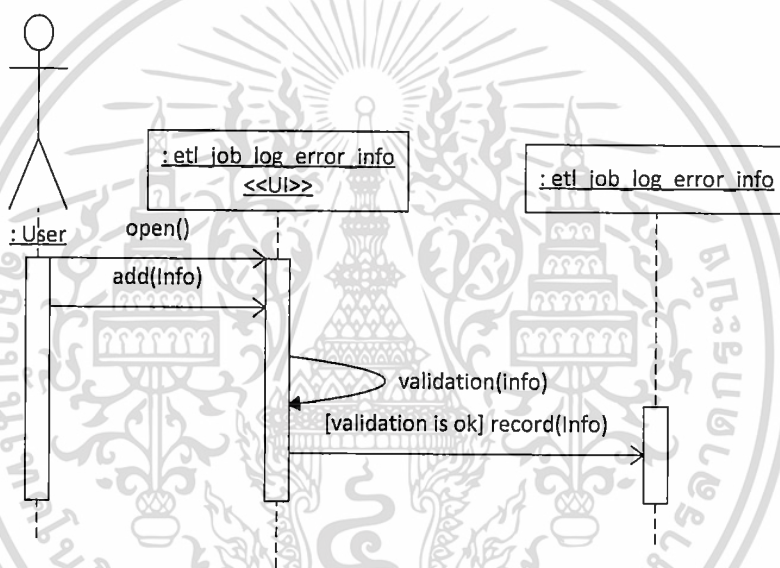 : etl_job_log_error_info
<<UI>>
: etl_job_log_error_info
: User
open()
add(Info)
validation(info)
[validation is ok] record(Info)